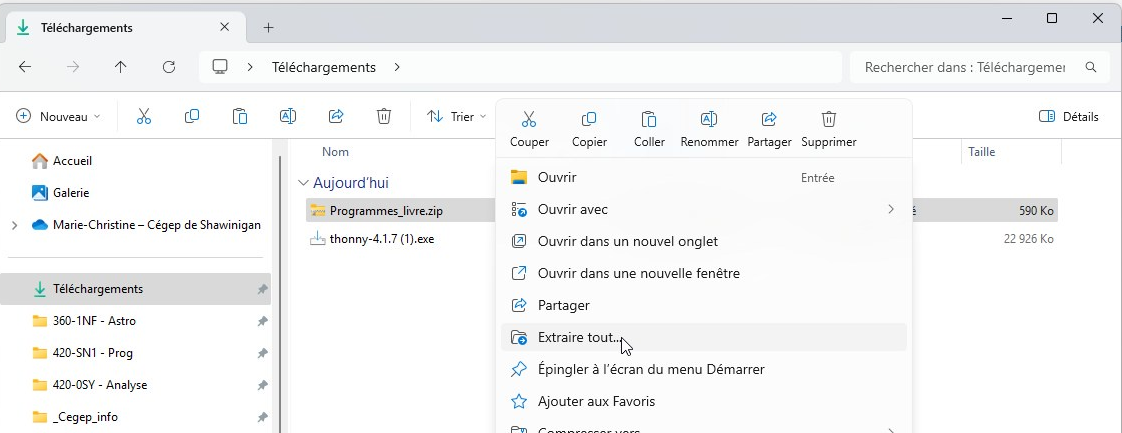 Téléchargements
Téléchargements
Rechercher dans : Téléchargemer
Nouveau
Trier
Détails
Couper
Copier
Coller
Renommer
Partager
Supprimer
Accueil
Galerie
Marie-Christine – Cégep de Shawinigan
Téléchargements
360-1NF - Astro
420-SN1 - Prog
420-0SY - Analyse
_Cegep_info
Nom
Taille
Aujourd'hui
Programmes_livre.zip
é
590 Ko
thonny-4.1.7 (1).exe
22 926 Ko
Ouvrir
Entrée
Ouvrir avec
Ouvrir dans un nouvel onglet
Ouvrir dans une nouvelle fenêtre
Partager
Extraire tout...
Épingler à l'écran du menu Démarrer
Ajouter aux Favoris
Compresser vers